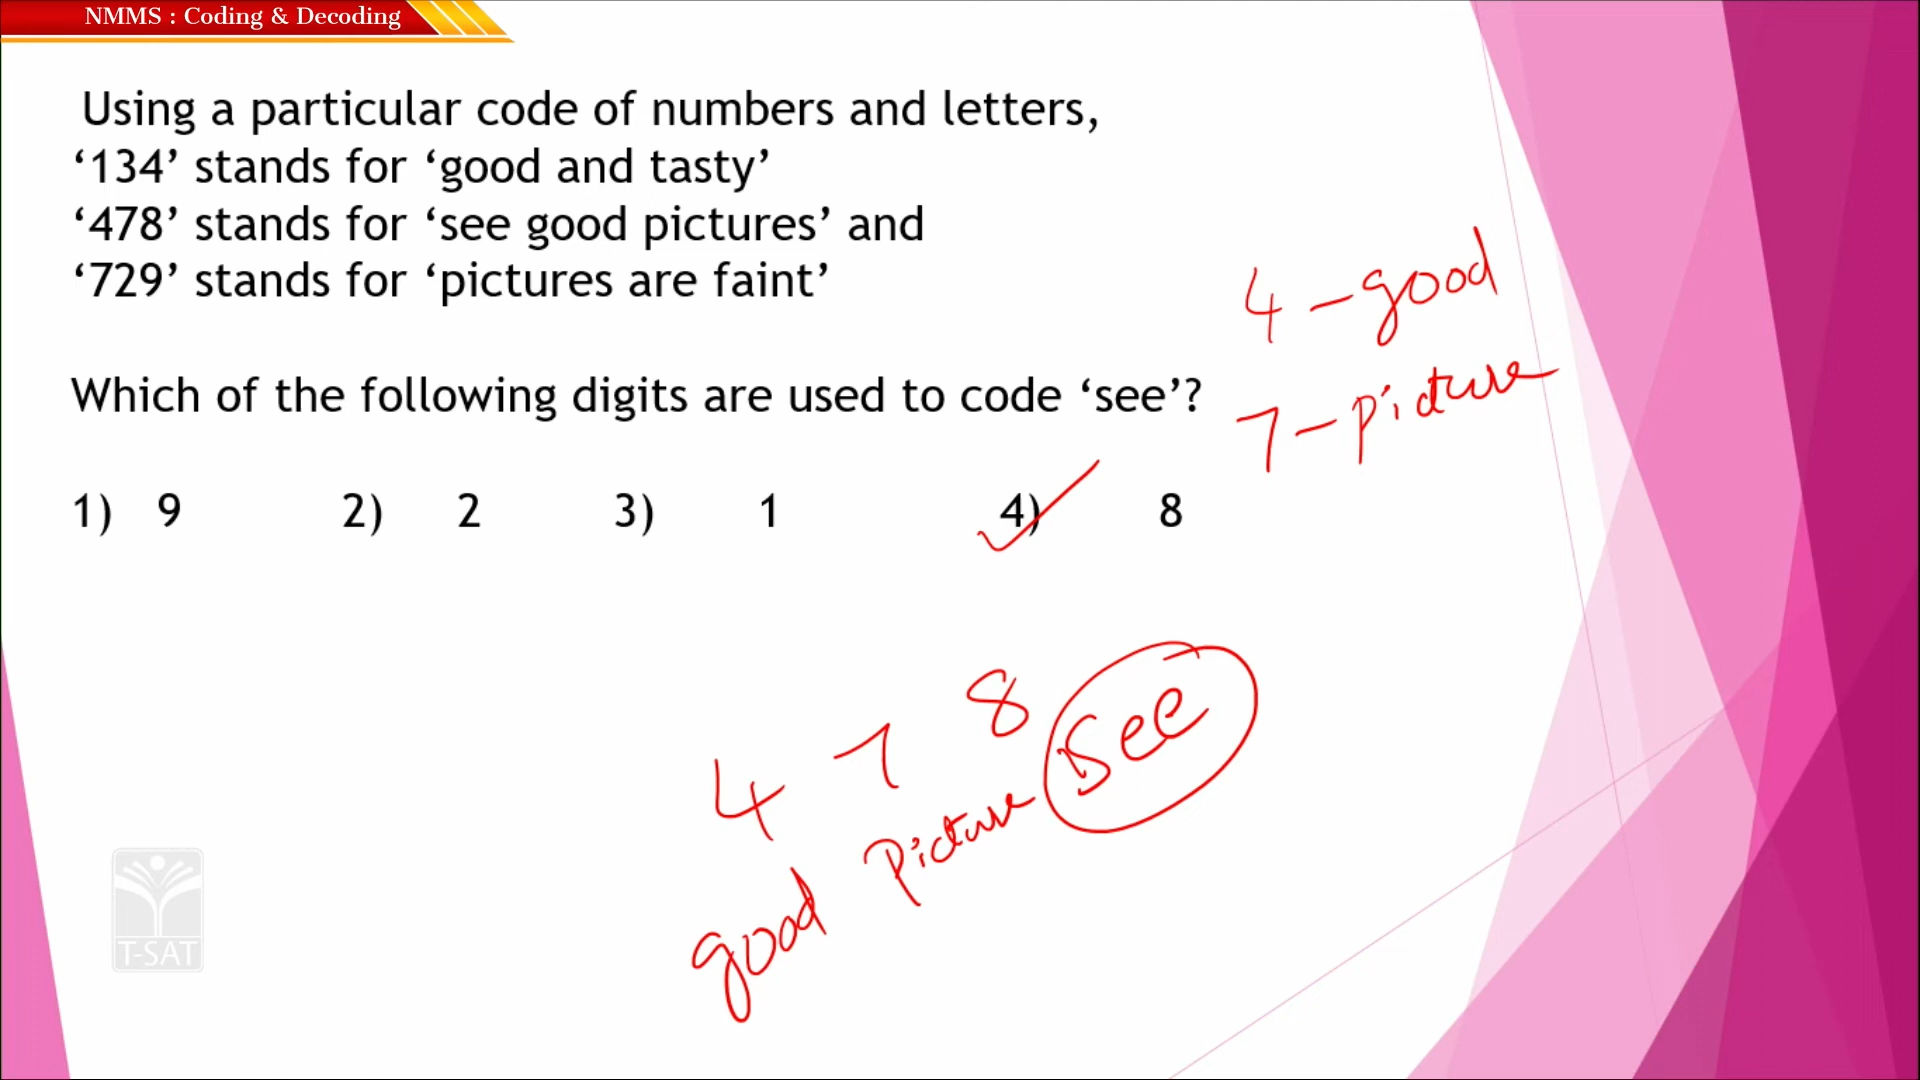 NMMS : Coding & Decoding
Using a particular code of numbers and letters,
‘134’ stands for ‘good and tasty’
‘478’ stands for ‘see good pictures’ and
‘729’ stands for ‘pictures are faint’
4 – good
Which of the following digits are used to code ‘see’?
7 – picture
1) 9 2) 2 3) 1 4) 8
4 7 8
good picture see
T-SAT